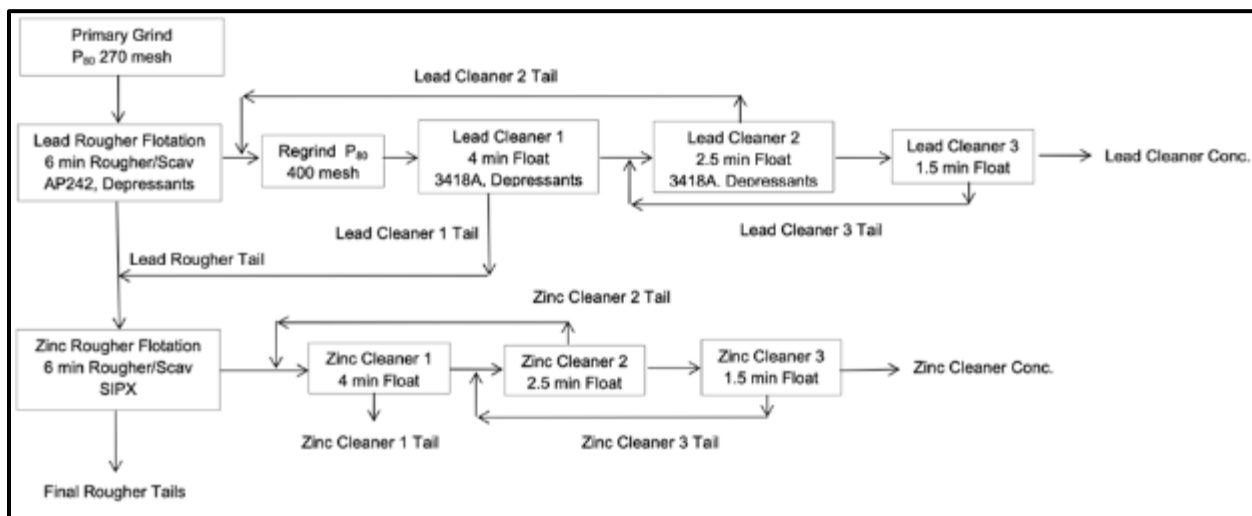 Primary Grind
P₈₀ 270 mesh
Lead Cleaner 2 Tail
Lead Rougher Flotation
6 min Rougher/Scav
AP242, Depressants
Regrind P₈₀
400 mesh
Lead Cleaner 1
4 min Float
3418A, Depressants
Lead Cleaner 2
2.5 min Float
3418A. Depressants
Lead Cleaner 3
1.5 min Float
Lead Cleaner Conc.
Lead Cleaner 1 Tail
Lead Cleaner 3 Tail
Lead Rougher Tail
Zinc Cleaner 2 Tail
Zinc Rougher Flotation
6 min Rougher/Scav
SIPX
Zinc Cleaner 1
4 min Float
Zinc Cleaner 2
2.5 min Float
Zinc Cleaner 3
1.5 min Float
Zinc Cleaner Conc.
Zinc Cleaner 1 Tail
Zinc Cleaner 3 Tail
Final Rougher Tails